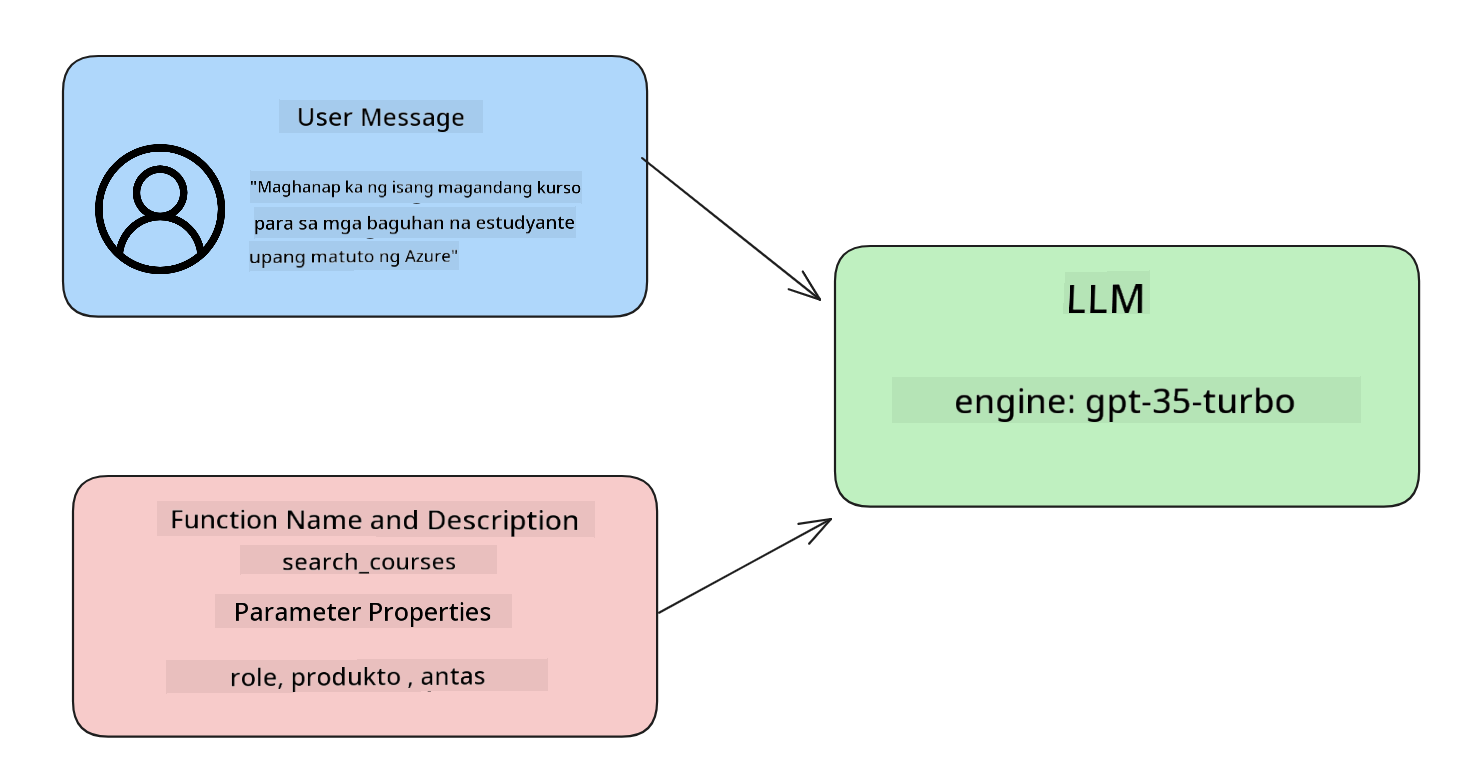 User Message
"Maghanap ka ng isang magandang kurso
para sa mga baguhan na estudyante
upang matuto ng Azure"
LLM
engine: gpt-35-turbo
Function Name and Description
search_courses
Parameter Properties
role, produkto , antas